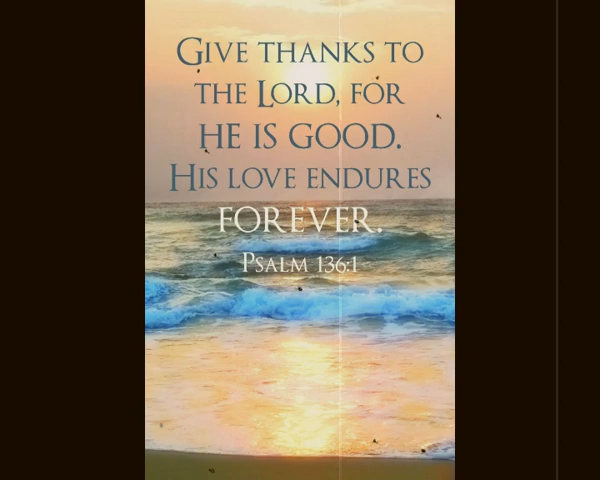 Give thanks to
the Lord, for
He is good.
His love endures
forever.
Psalm 136:1